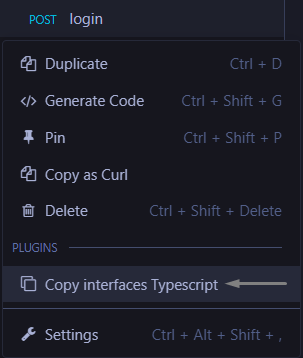 POST login
Duplicate Ctrl + D
Generate Code Ctrl + Shift + G
Pin Ctrl + Shift + P
Copy as Curl
Delete Ctrl + Shift + Delete
PLUGINS
Copy interfaces Typescript
Settings Ctrl + Alt + Shift + ,